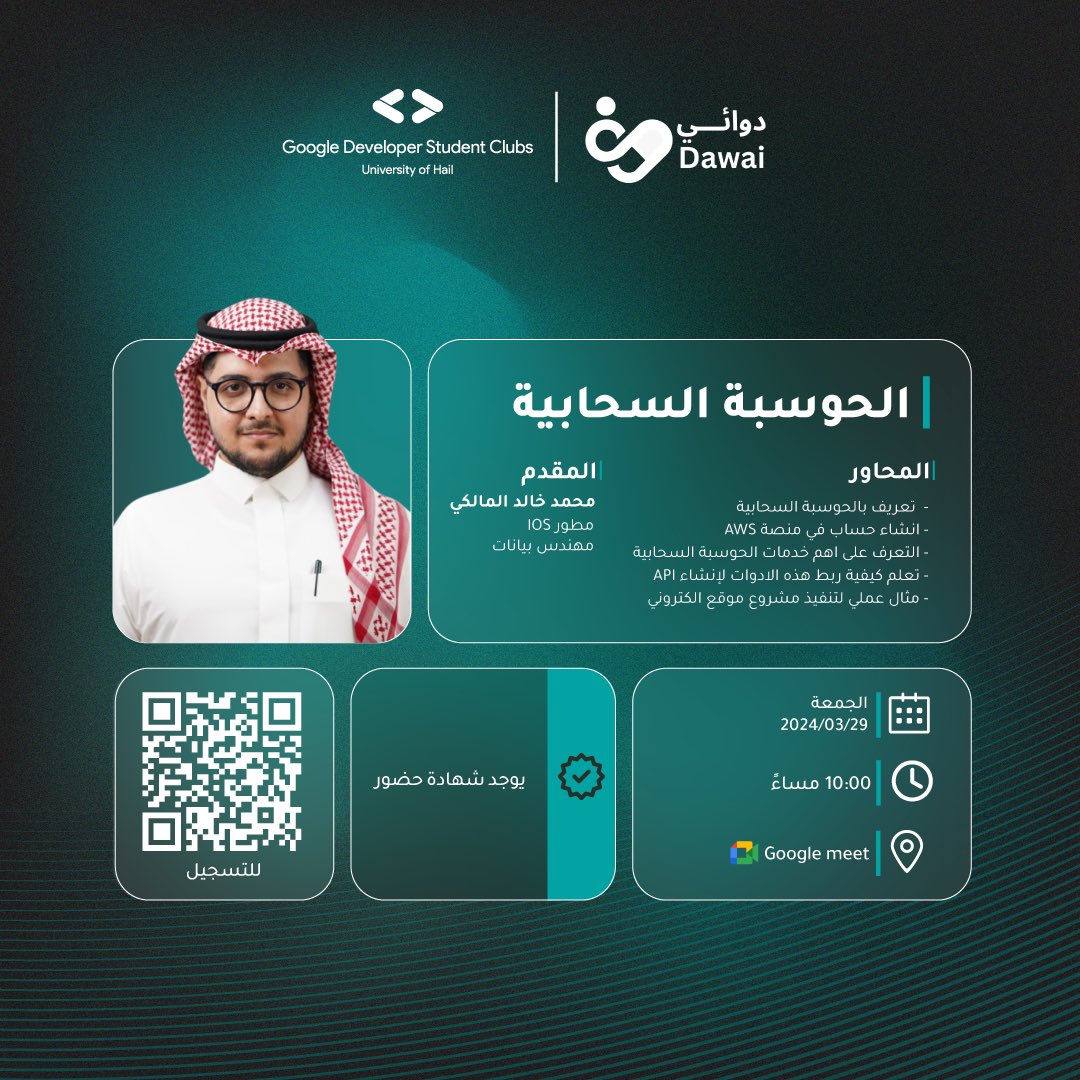 Google Developer Student Clubs
University of Hail
دوائـــي
Dawai
الحوسبة السحابية
المحاور
- تعريف بالحوسبة السحابية
- انشاء حساب في منصة AWS
- التعرف على اهم خدمات الحوسبة السحابية
- تعلم كيفية ربط هذه الادوات لإنشاء API
- مثال عملي لتنفيذ مشروع موقع الكتروني
المقدم
محمد خالد المالكي
مطور IOS
مهندس بيانات
الجمعة
2024/03/29
10:00 مساءً
Google meet
يوجد شهادة حضور
للتسجيل